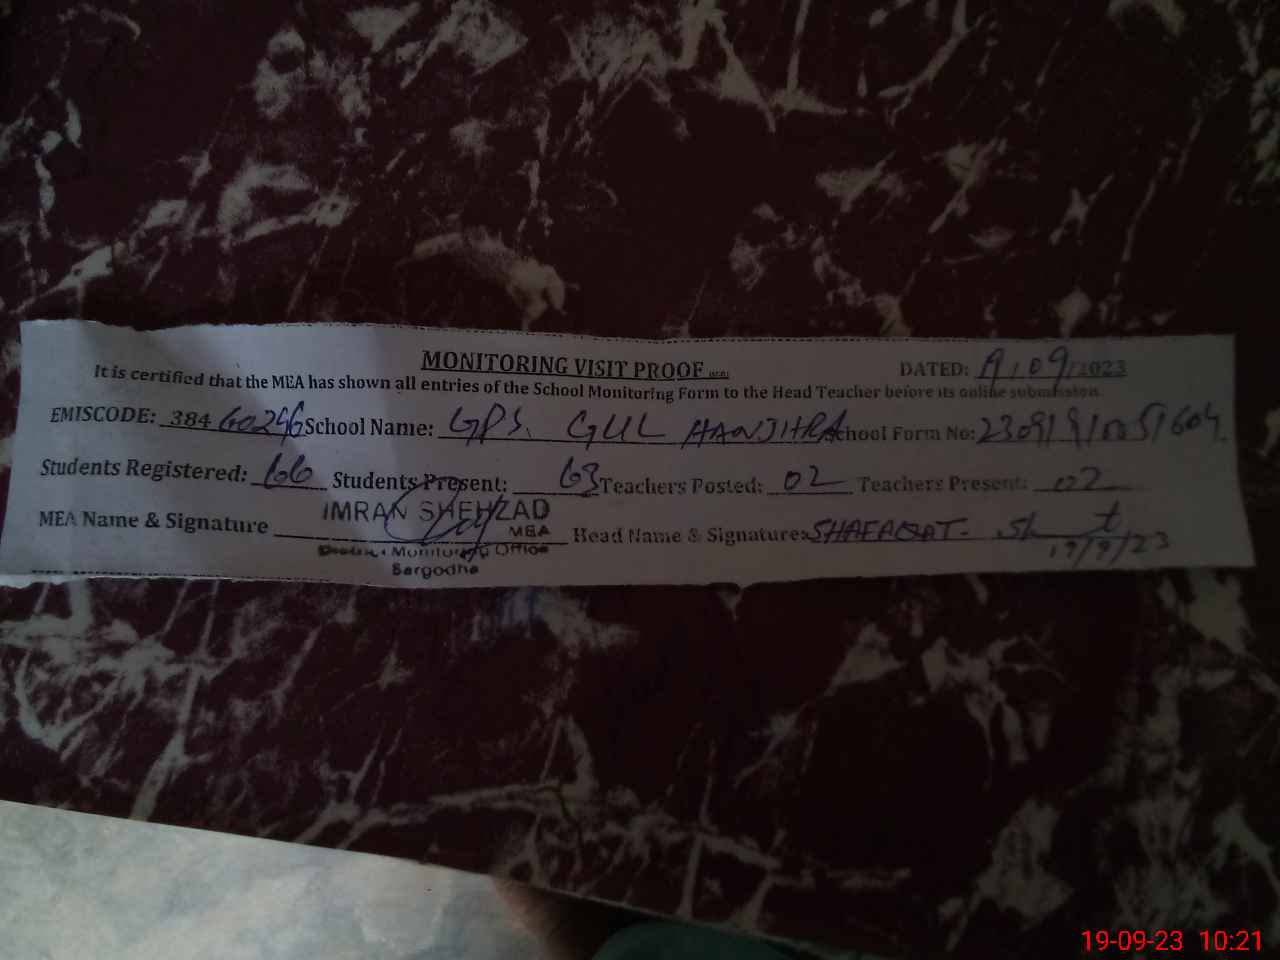 MONITORING VISIT PROOF DATED: 19/09/2023
It is certified that the MEA has shown all entries of the School Monitoring Form to the Head Teacher before its online submission.
EMISCODE: 384 60246 School Name: GPS. GUL HANJHRA School Form No: 
Students Registered: 66 Students Present: 63 Teachers Posted: 02 Teachers Present: 02
MEA Name & Signature IMRAN SHEHZAD Head Name & Signature: SHAFAQAT.
MEA 19/9/23
Monitoring Office
Sargodha
19-09-23 10:21